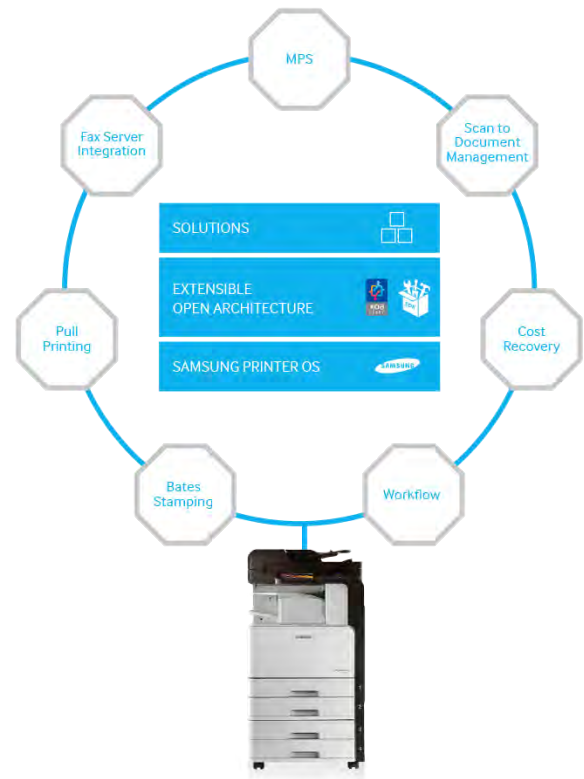 MPS
Fax Server
Integration
Scan to
Document
Management
SOLUTIONS
EXTENSIBLE
OPEN ARCHITECTURE
SAMSUNG PRINTER OS
SAMSUNG
Pull
Printing
Cost
Recovery
Bates
Stamping
Workflow